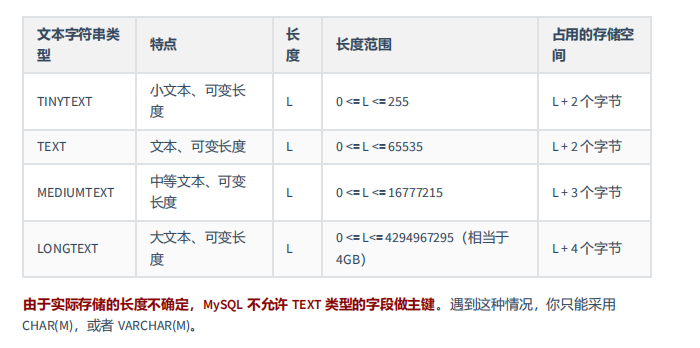 文本字符串类型 特点 长度 长度范围 占用的存储空间
TINYTEXT 小文本、可变长度 L 0 <= L <= 255 L + 2 个字节
TEXT 文本、可变长度 L 0 <= L <= 65535 L + 2 个字节
MEDIUMTEXT 中等文本、可变长度 L 0 <= L <= 16777215 L + 3 个字节
LONGTEXT 大文本、可变长度 L 0 <= L<= 4294967295（相当于4GB） L + 4 个字节
由于实际存储的长度不确定，MySQL 不允许 TEXT 类型的字段做主键。遇到这种情况，你只能采用
CHAR(M)，或者 VARCHAR(M)。